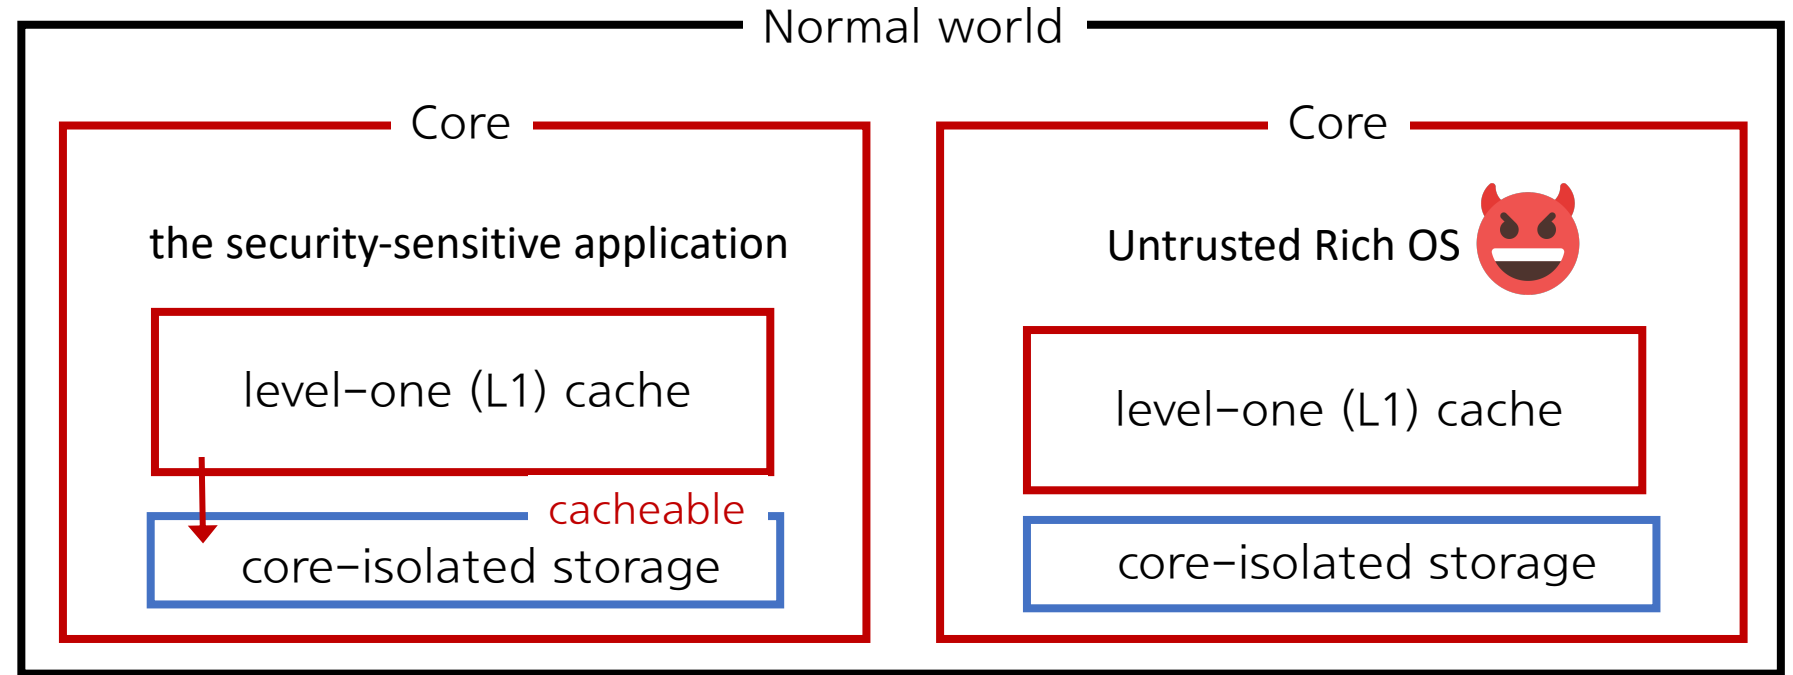 Normal world
Core
the security-sensitive application
level-one (L1) cache
cacheable
core-isolated storage
Core
Untrusted Rich OS
level-one (L1) cache
core-isolated storage